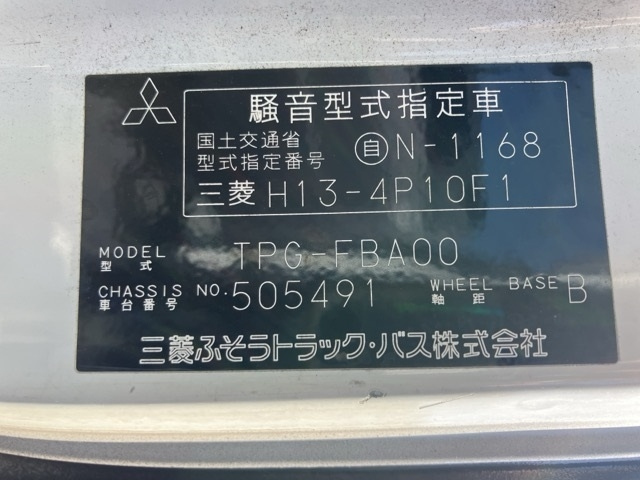 騒音型式指定車
国土交通省
型式指定番号 自N-1168
三菱 H13-4P10F1
MODEL
型式 TPG-FBA00
CHASSIS NO. 505491 WHEEL BASE B
車台番号 軸距
三菱ふそうトラック・バス株式会社